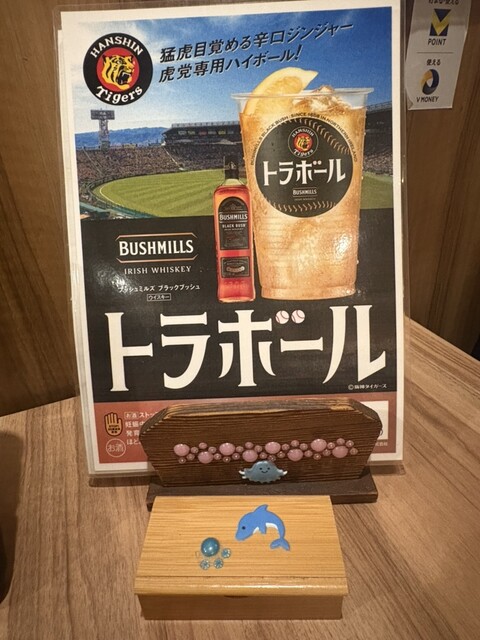 HANSHIN
Tigers
猛虎目覚める辛口ジンジャー
虎党専用ハイボール!
POINT
使える
V MONEY
HANSHIN
Tigers
トラボール
BUSHMILLS
BUSHMILLS
BLACK BUSH
BUSHMILLS
IRISH WHISKEY
ブッシュミルズ ブラックブッシュ
ウイスキー
トラボール
©阪神タイガース
お酒